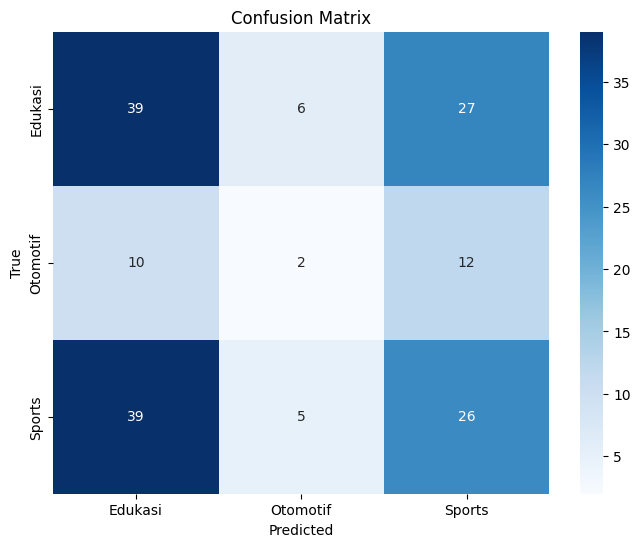 Confusion Matrix
True
Edukasi
39
6
27
Otomotif
10
2
12
Sports
39
5
26
Edukasi
Otomotif
Sports
Predicted
35
30
25
20
15
10
5